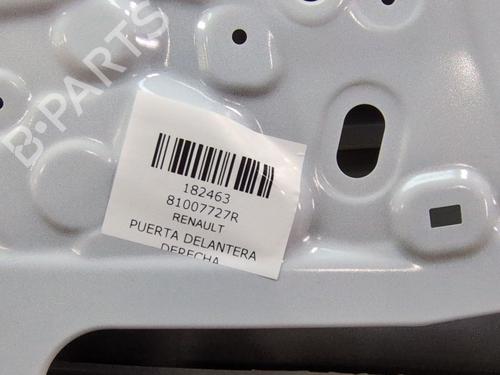 B-PARTS
182463
81007727R
RENAULT
PUERTA DELANTERA
DERECHA